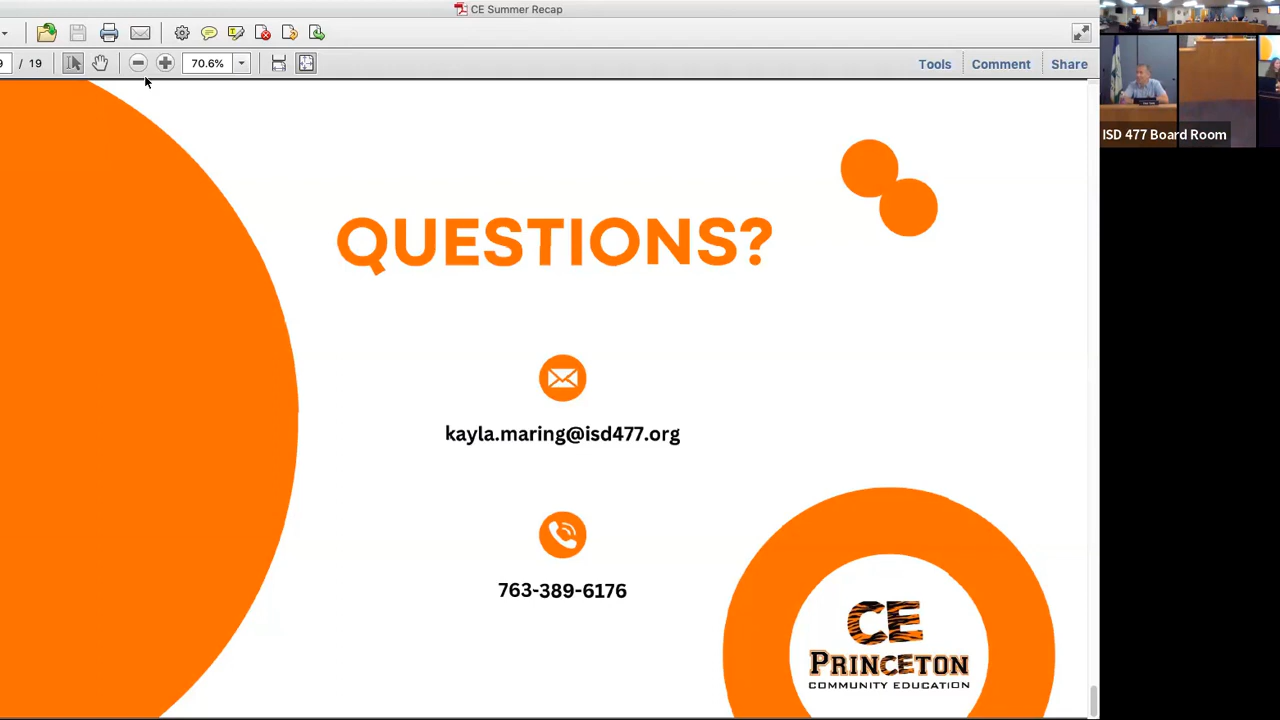 CE Summer Recap
/ 19
70.6%
Tools
Comment
Share
ISD 477 Board Room
QUESTIONS?
kayla.maring@isd477.org
763-389-6176
CE
PRINCETON
COMMUNITY EDUCATION